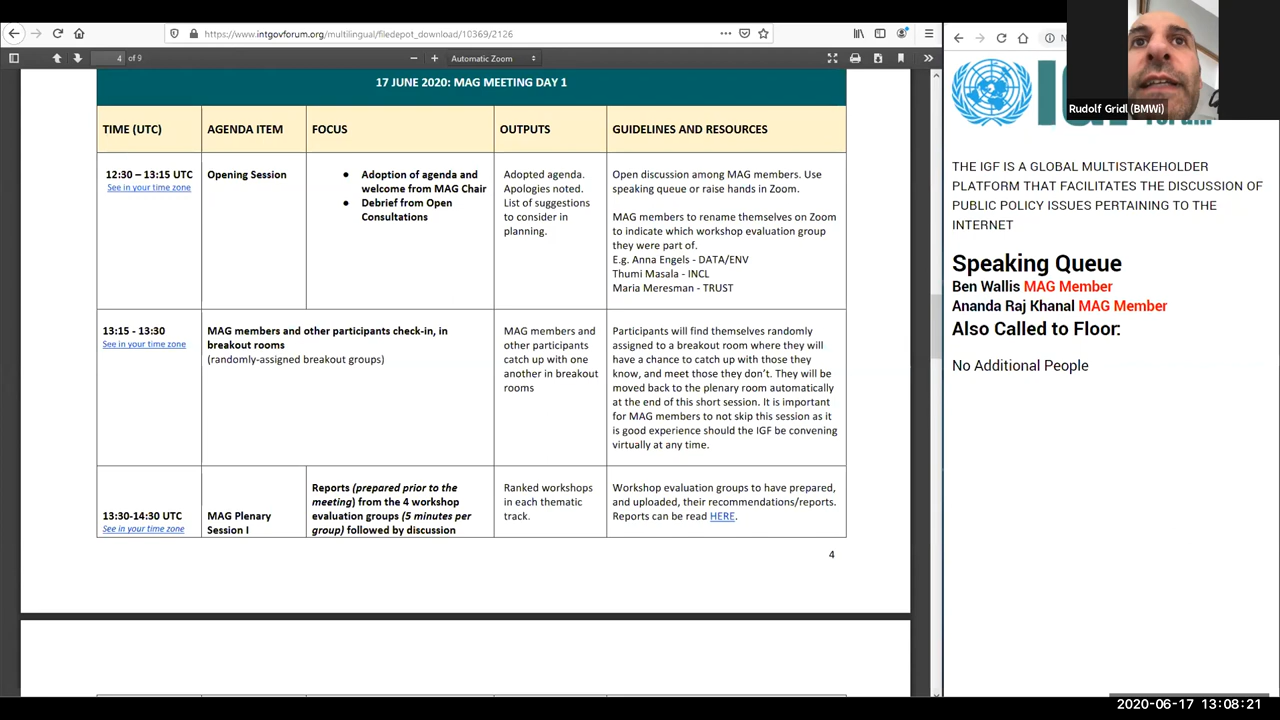 https://www.intgovforum.org/multilingual/filedepot_download/10369/2126
4 of 9
Automatic Zoom
17 JUNE 2020: MAG MEETING DAY 1
TIME (UTC)
AGENDA ITEM
FOCUS
OUTPUTS
GUIDELINES AND RESOURCES
12:30 – 13:15 UTC
See in your time zone
Opening Session
• Adoption of agenda and
welcome from MAG Chair
• Debrief from Open
Consultations
Adopted agenda.
Apologies noted.
List of suggestions
to consider in
planning.
Open discussion among MAG members. Use
speaking queue or raise hands in Zoom.
MAG members to rename themselves on Zoom
to indicate which workshop evaluation group
they were part of.
E.g. Anna Engels - DATA/ENV
Thumi Masala - INCL
Maria Meresman - TRUST
13:15 - 13:30
See in your time zone
MAG members and other participants check-in, in
breakout rooms
(randomly-assigned breakout groups)
MAG members and
other participants
catch up with one
another in breakout
rooms
Participants will find themselves randomly
assigned to a breakout room where they will
have a chance to catch up with those they
know, and meet those they don't. They will be
moved back to the plenary room automatically
at the end of this short session. It is important
for MAG members to not skip this session as it
is good experience should the IGF be convening
virtually at any time.
13:30-14:30 UTC
See in your time zone
MAG Plenary
Session I
Reports (prepared prior to the
meeting) from the 4 workshop
evaluation groups (5 minutes per
group) followed by discussion
Ranked workshops
in each thematic
track.
Workshop evaluation groups to have prepared,
and uploaded, their recommendations/reports.
Reports can be read HERE.
4
Rudolf Gridl (BMWi)
THE IGF IS A GLOBAL MULTISTAKEHOLDER
PLATFORM THAT FACILITATES THE DISCUSSION OF
PUBLIC POLICY ISSUES PERTAINING TO THE
INTERNET
Speaking Queue
Ben Wallis MAG Member
Ananda Raj Khanal MAG Member
Also Called to Floor:
No Additional People
2020-06-17 13:08:21